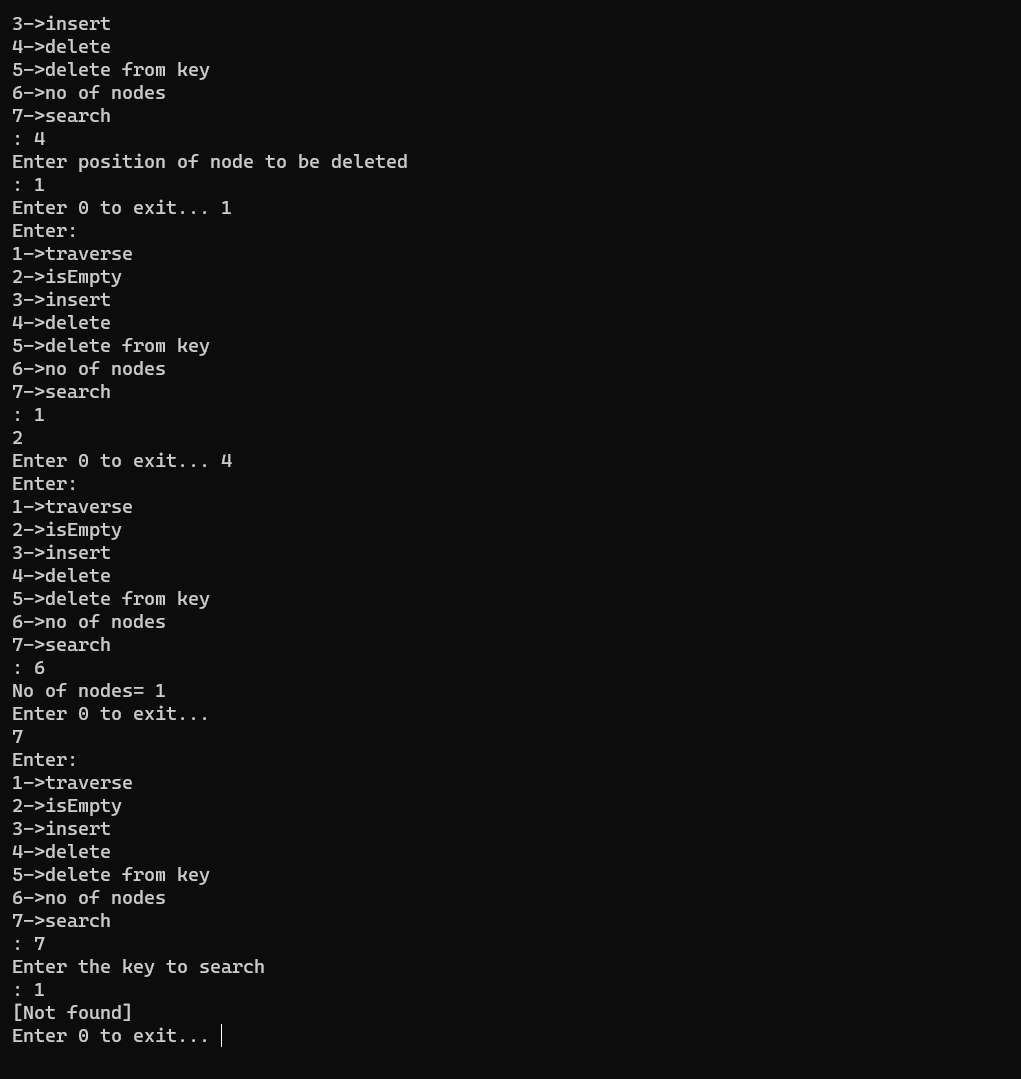 3->insert
4->delete
5->delete from key
6->no of nodes
7->search
: 4
Enter position of node to be deleted
: 1
Enter 0 to exit... 1
Enter:
1->traverse
2->isEmpty
3->insert
4->delete
5->delete from key
6->no of nodes
7->search
: 1
2
Enter 0 to exit... 4
Enter:
1->traverse
2->isEmpty
3->insert
4->delete
5->delete from key
6->no of nodes
7->search
: 6
No of nodes= 1
Enter 0 to exit...
7
Enter:
1->traverse
2->isEmpty
3->insert
4->delete
5->delete from key
6->no of nodes
7->search
: 7
Enter the key to search
: 1
[Not found]
Enter 0 to exit...